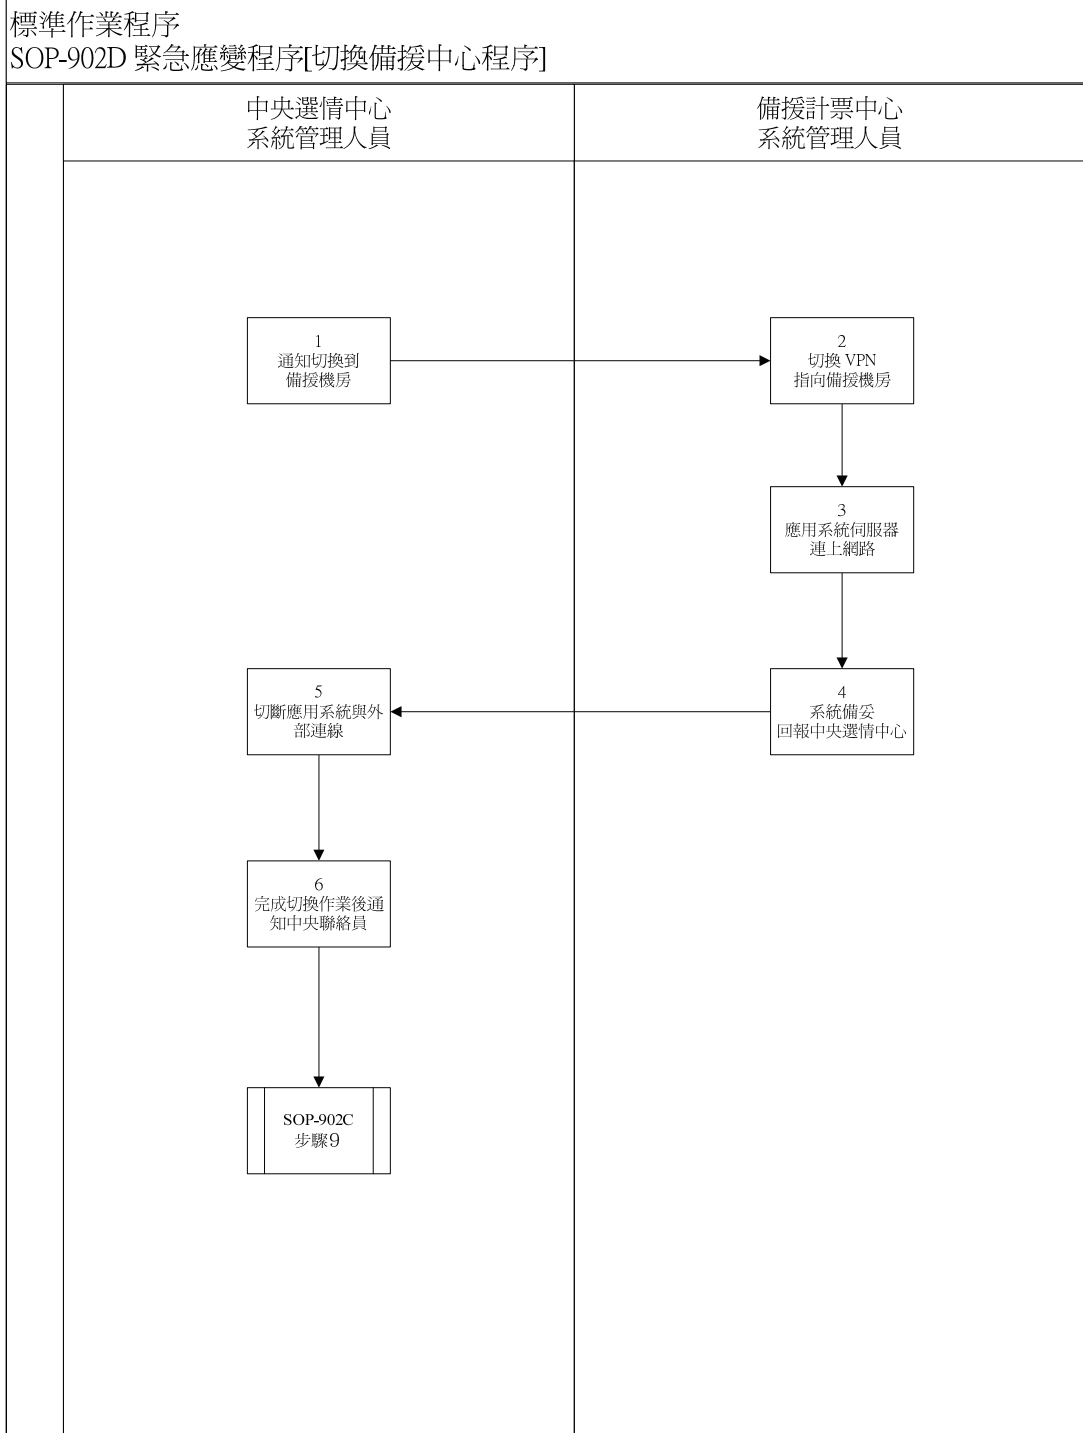 標準作業程序
SOP-902D 緊急應變程序[切換備援中心程序]
中央選情中心
系統管理人員
備援計票中心
系統管理人員
1
通知切換到
備援機房
2
切換 VPN
指向備援機房
3
應用系統伺服器
連上網路
4
系統備妥
回報中央選情中心
5
切斷應用系統與外
部連線
6
完成切換作業後通
知中央聯絡員
SOP-902C
步驟9